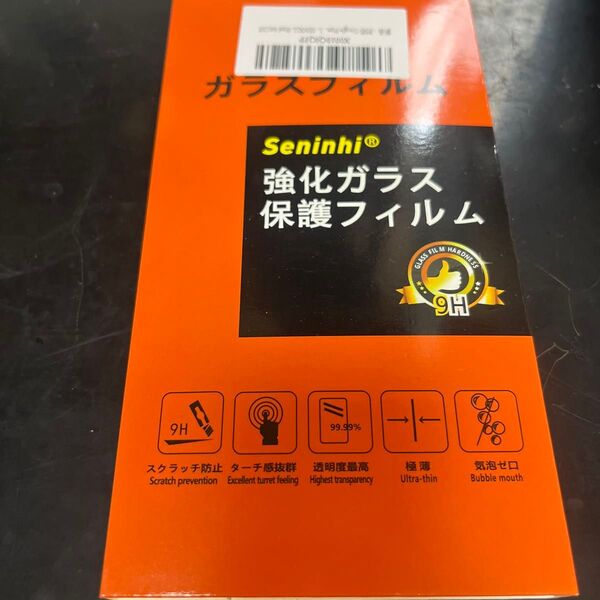 ガラスフィルム
Seninhi®
強化ガラス
保護フィルム
GLASS FILM HARDNESS
9H
9H
99.99%
スクラッチ防止 ターチ感抜群 透明度最高 極薄 気泡ゼロ
Scratch prevention Excellent turret feeling Highest transparency Ultra-thin Bubble mouth